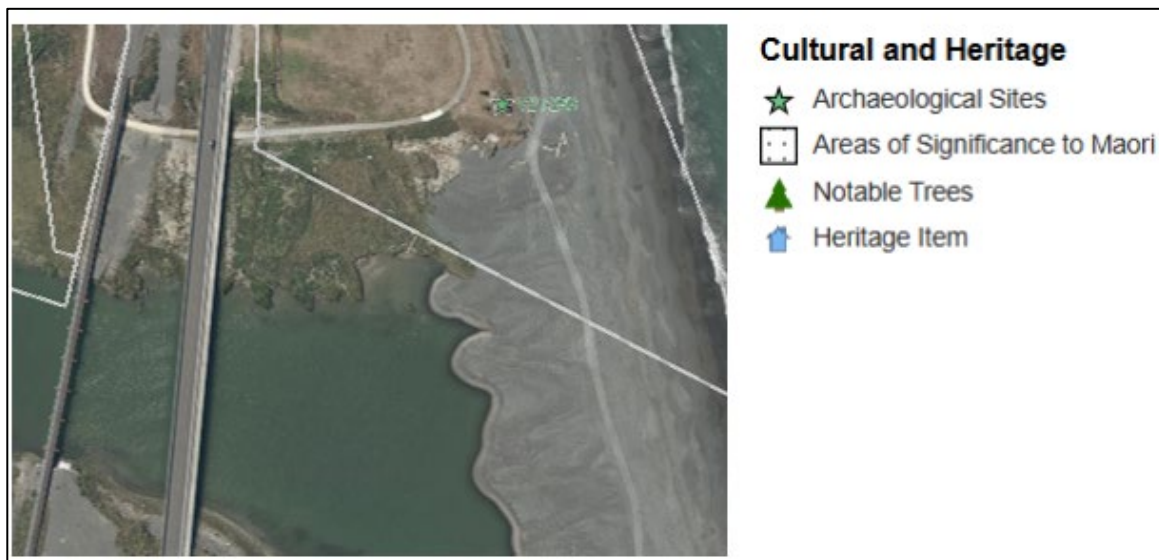 Cultural and Heritage
Archaeological Sites
Areas of Significance to Maori
Notable Trees
Heritage Item